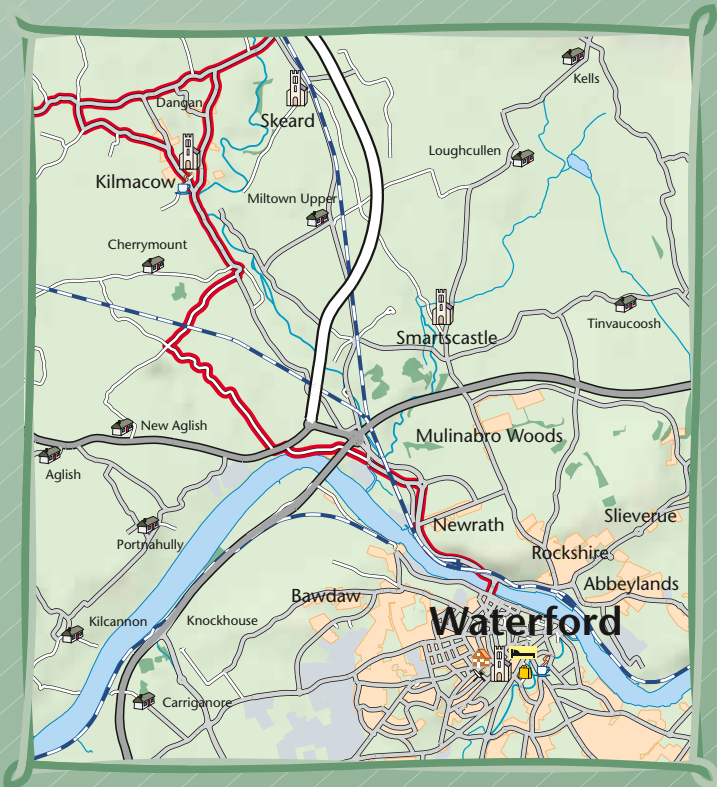 Kells
Dangan
Skeard
Loughcullen
Kilmacow
Miltown Upper
Cherrymount
Tinvaucoosh
Smartscastle
New Aglish
Mulinabro Woods
Aglish
Slieverue
Newrath
Portnahully
Rockshire
Abbeylands
Bawdaw
Kilcannon
Knockhouse
Waterford
Carriganore